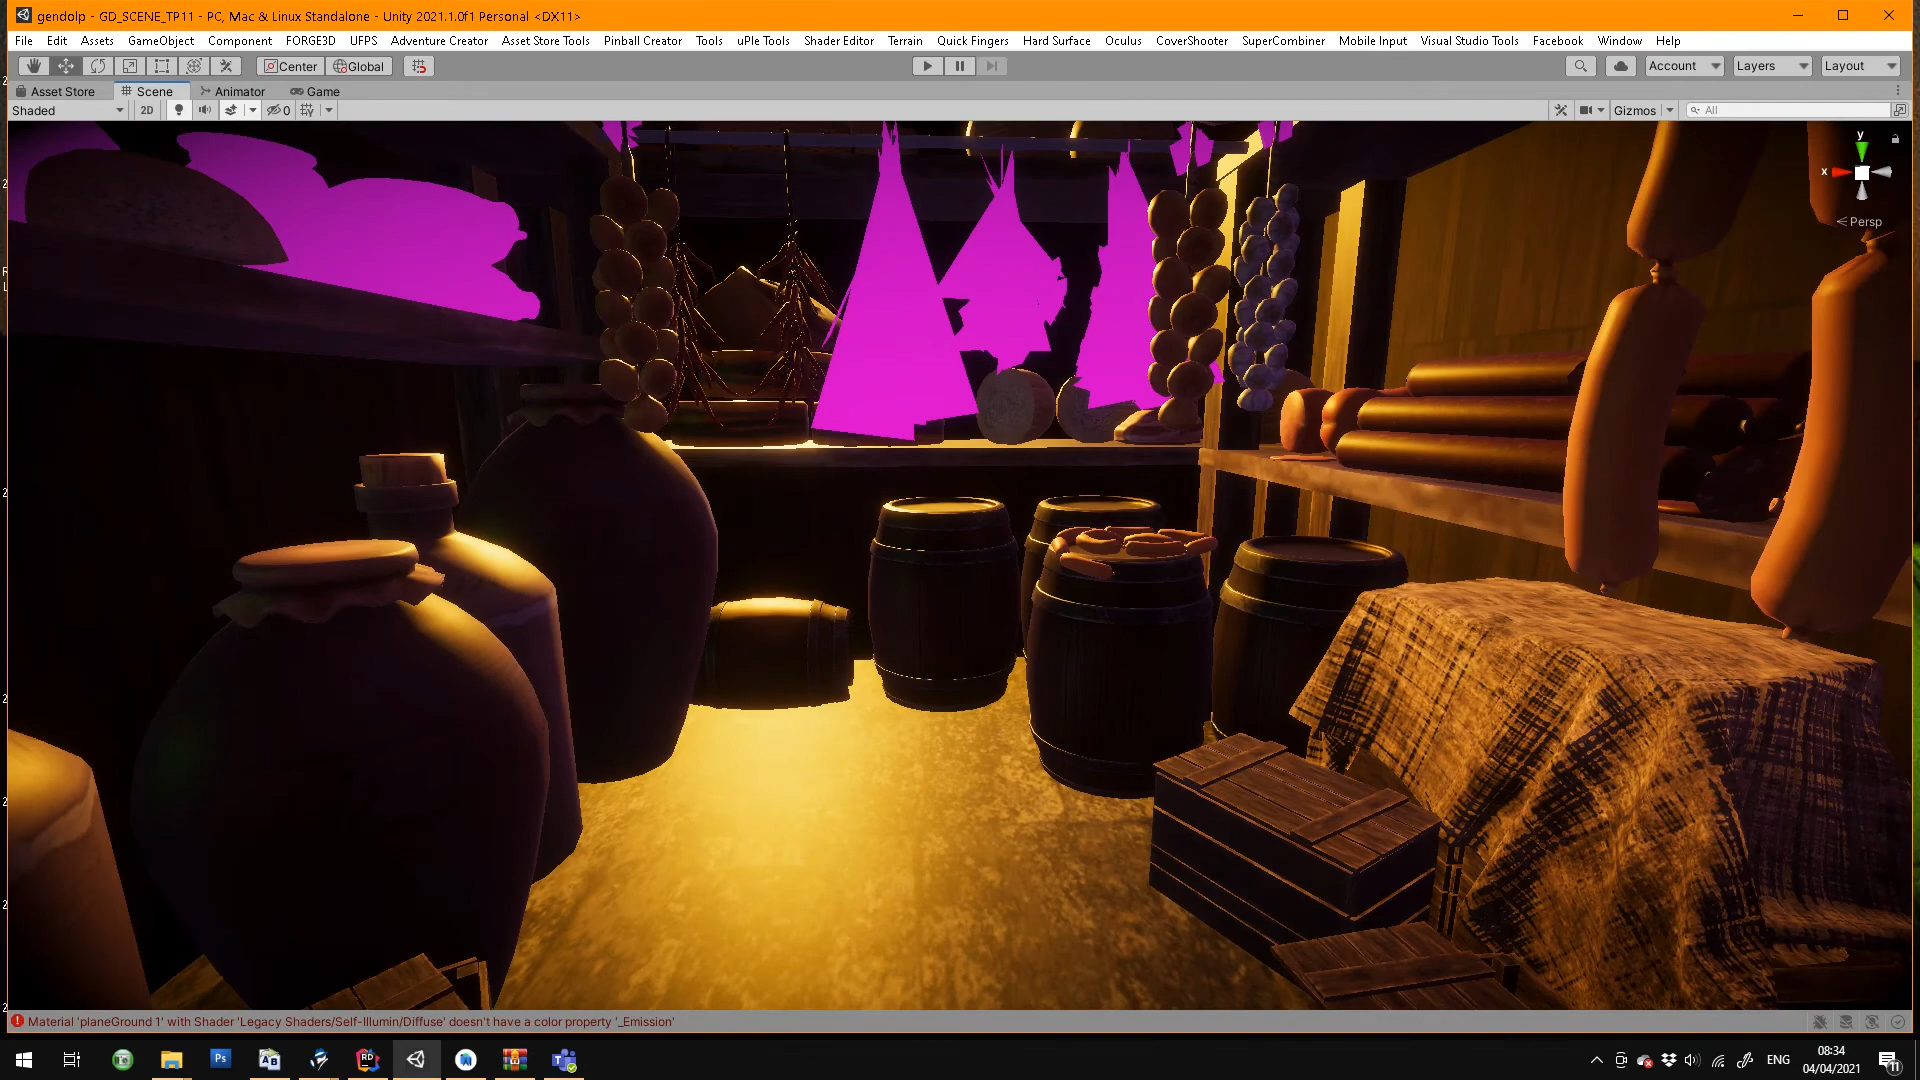 gendolp - GD_SCENE_TP11 - PC, Mac & Linux Standalone - Unity 2021.1.0f1 Personal <DX11>
File Edit Assets GameObject Component FORGE3D UFPS Adventure Creator Asset Store Tools Pinball Creator Tools uPle Tools Shader Editor Terrain Quick Fingers Hard Surface Oculus CoverShooter SuperCombiner Mobile Input Visual Studio Tools Facebook Window Help
Center Global Account Layers Layout
Asset Store Scene Animator Game
Shaded 2D 0 Gizmos All
y
x
Persp
Material 'planeGround 1' with Shader 'Legacy Shaders/Self-Illumin/Diffuse' doesn't have a color property '_Emission'
Ps AB RD ENG 08:34
04/04/2021 11